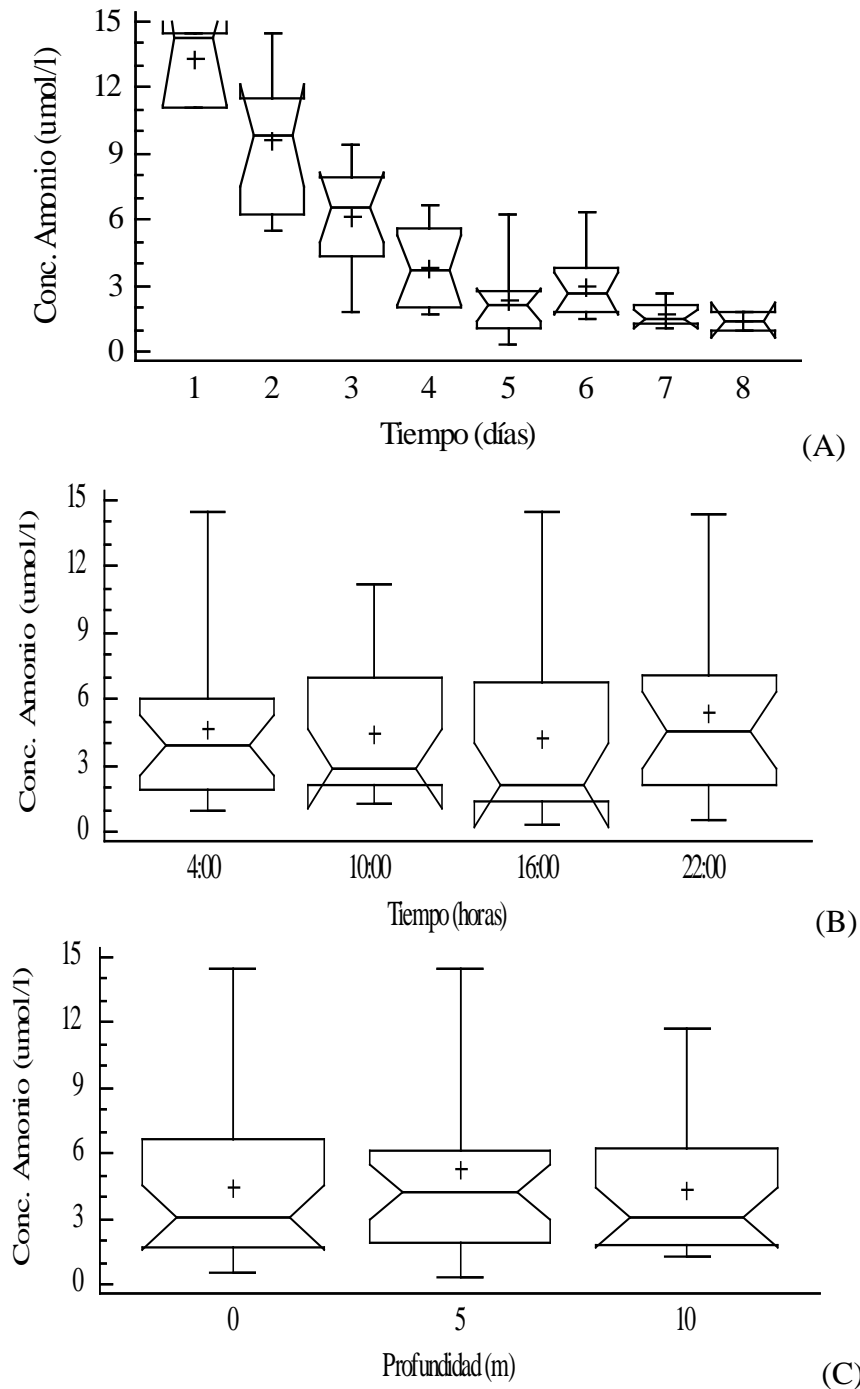 15
12
9
6
3
0
Conc. Amonio (umol/l)
1 2 3 4 5 6 7 8
Tiempo (días)
(A)
15
12
9
6
3
0
Conc. Amonio (umol/l)
4:00 10:00 16:00 22:00
Tiempo (horas)
(B)
15
12
9
6
3
0
Conc. Amonio (umol/l)
0 5 10
Profundidad (m)
(C)